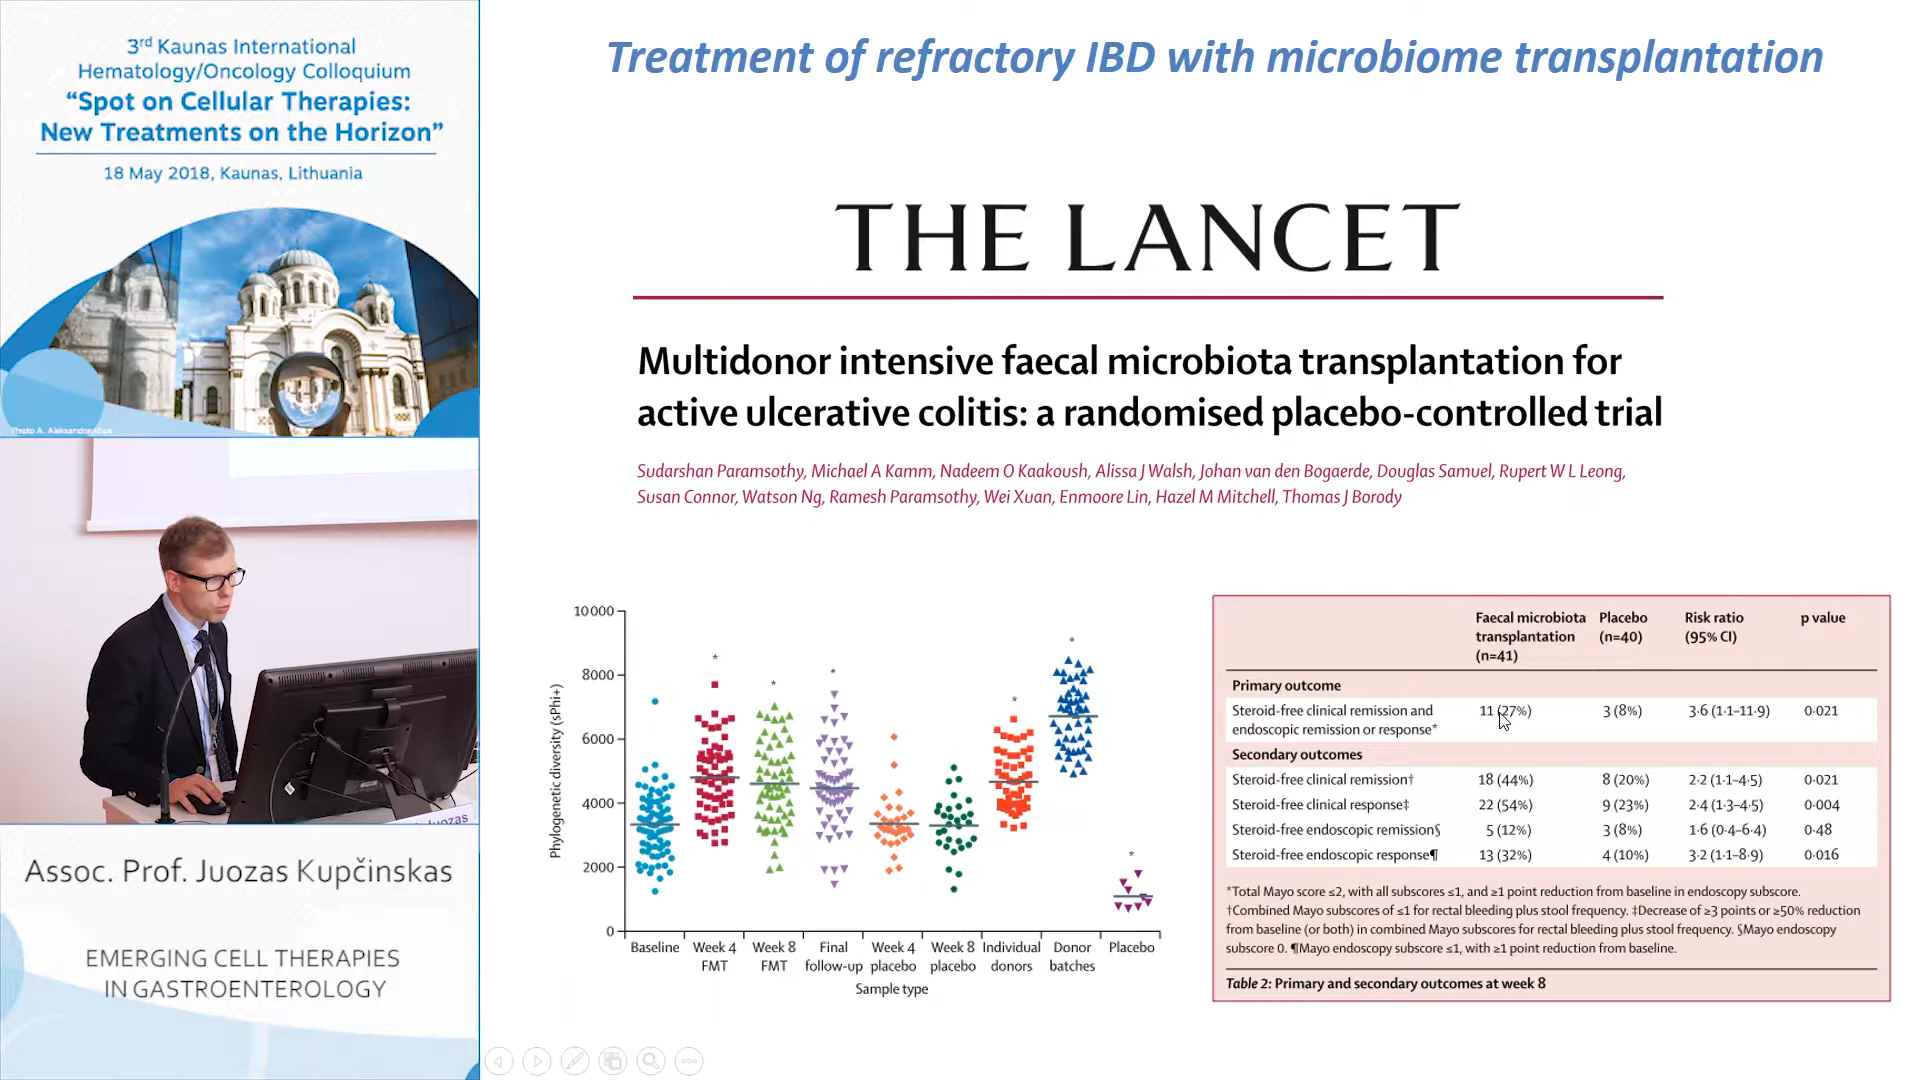 3rd Kaunas International
Hematology/Oncology Colloquium
“Spot on Cellular Therapies:
New Treatments on the Horizon”
18 May 2018, Kaunas, Lithuania
Photo A. Aleksandravičius
Juozas
Assoc. Prof. Juozas Kupčinskas
EMERGING CELL THERAPIES
IN GASTROENTEROLOGY
Treatment of refractory IBD with microbiome transplantation
THE LANCET
Multidonor intensive faecal microbiota transplantation for
active ulcerative colitis: a randomised placebo-controlled trial
Sudarshan Paramsothy, Michael A Kamm, Nadeem O Kaakoush, Alissa J Walsh, Johan van den Bogaerde, Douglas Samuel, Rupert W L Leong,
Susan Connor, Watson Ng, Ramesh Paramsothy, Wei Xuan, Enmoore Lin, Hazel M Mitchell, Thomas J Borody
Phylogenetic diversity (sPhi+)
10 000
8000
6000
4000
2000
0
* * * * * *
Baseline Week 4 Week 8 Final Week 4 Week 8 Individual Donor Placebo
FMT FMT follow-up placebo placebo donors batches
Sample type
Faecal microbiota Placebo Risk ratio p value
transplantation (n=40) (95% CI)
(n=41)
Primary outcome
Steroid-free clinical remission and 11 (27%) 3 (8%) 3·6 (1·1–11·9) 0·021
endoscopic remission or response*
Secondary outcomes
Steroid-free clinical remission† 18 (44%) 8 (20%) 2·2 (1·1–4·5) 0·021
Steroid-free clinical response‡ 22 (54%) 9 (23%) 2·4 (1·3–4·5) 0·004
Steroid-free endoscopic remission§ 5 (12%) 3 (8%) 1·6 (0·4–6·4) 0·48
Steroid-free endoscopic response¶ 13 (32%) 4 (10%) 3·2 (1·1–8·9) 0·016
*Total Mayo score ≤2, with all subscores ≤1, and ≥1 point reduction from baseline in endoscopy subscore.
†Combined Mayo subscores of ≤1 for rectal bleeding plus stool frequency. ‡Decrease of ≥3 points or ≥50% reduction
from baseline (or both) in combined Mayo subscores for rectal bleeding plus stool frequency. §Mayo endoscopy
subscore 0. ¶Mayo endoscopy subscore ≤1, with ≥1 point reduction from baseline.
Table 2: Primary and secondary outcomes at week 8